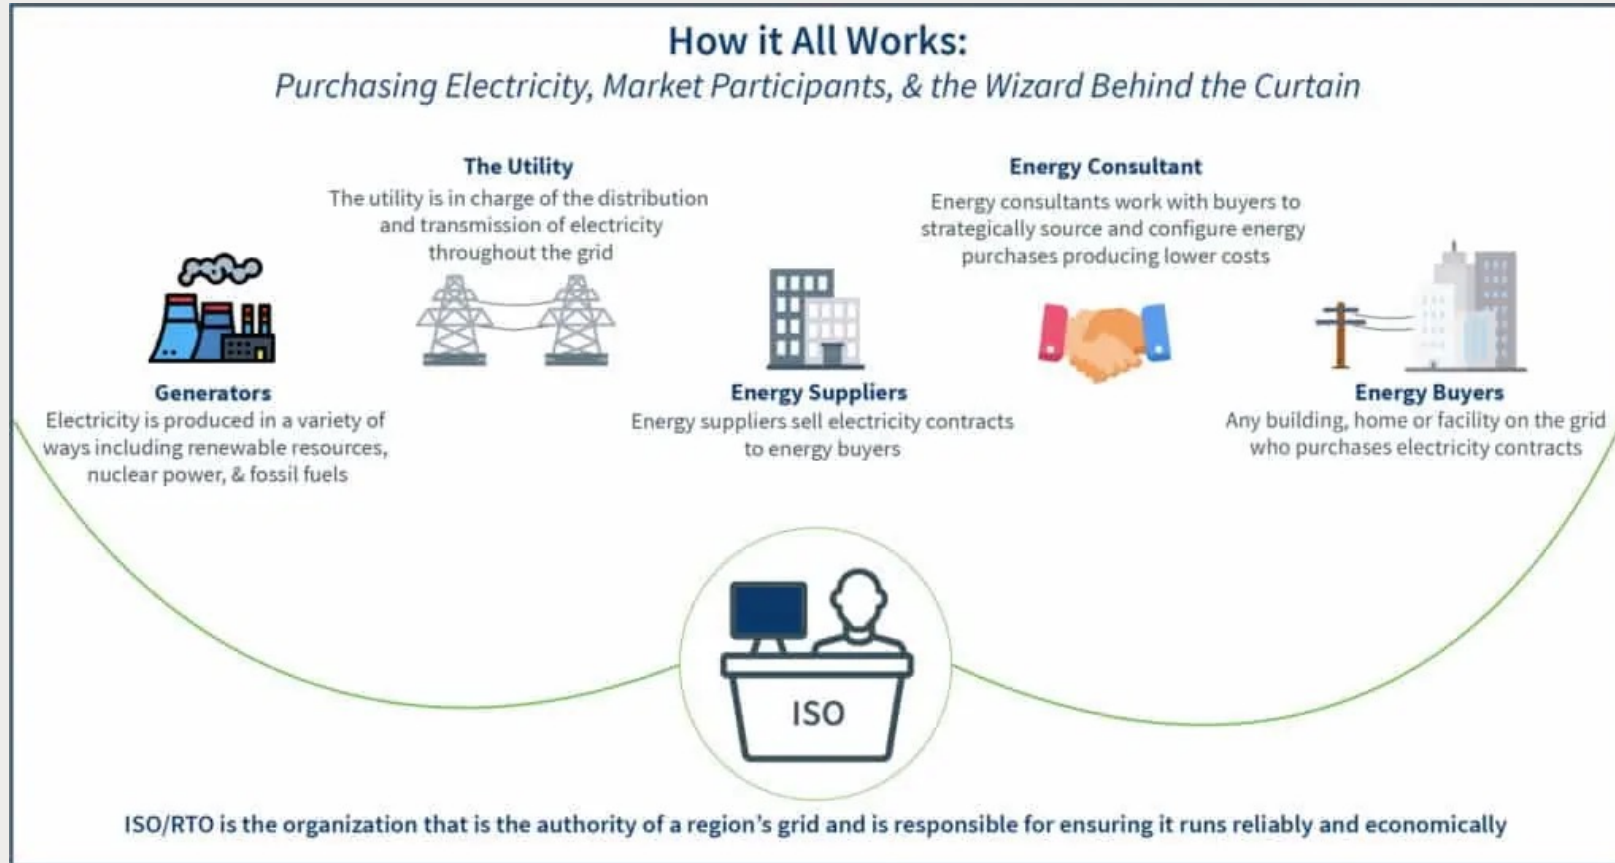 How it All Works:
Purchasing Electricity, Market Participants, & the Wizard Behind the Curtain
The Utility
The utility is in charge of the distribution
and transmission of electricity
throughout the grid
Energy Consultant
Energy consultants work with buyers to
strategically source and configure energy
purchases producing lower costs
Generators
Electricity is produced in a variety of
ways including renewable resources,
nuclear power, & fossil fuels
Energy Suppliers
Energy suppliers sell electricity contracts
to energy buyers
Energy Buyers
Any building, home or facility on the grid
who purchases electricity contracts
ISO
ISO/RTO is the organization that is the authority of a region's grid and is responsible for ensuring it runs reliably and economically